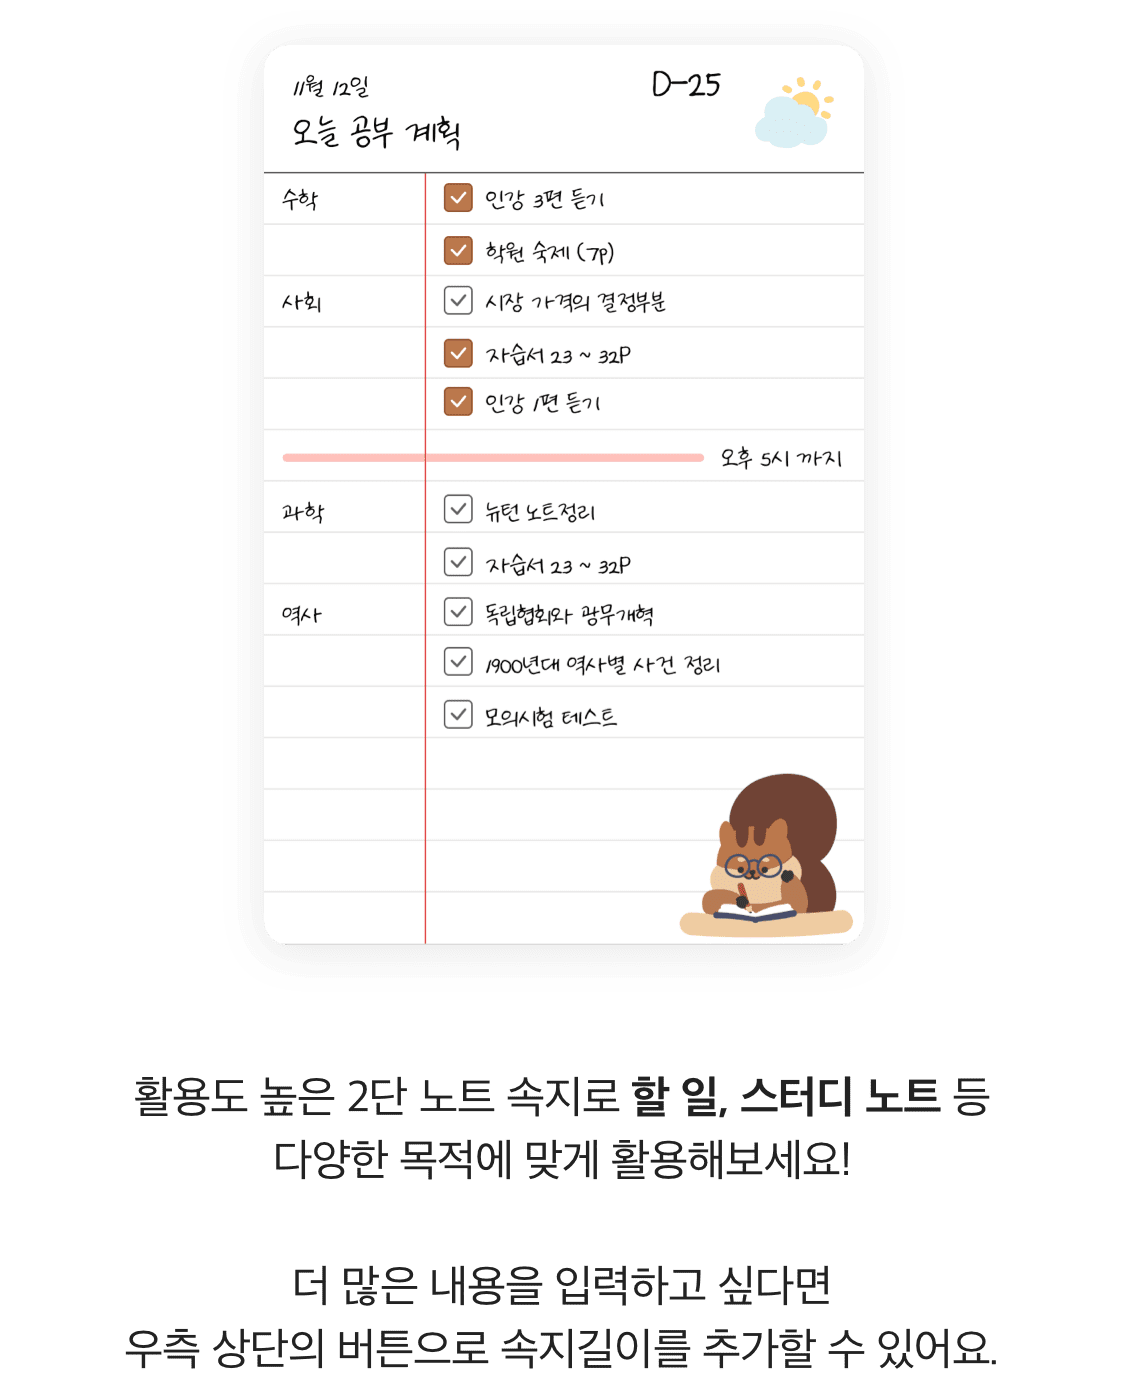 11월 12일
D-25
오늘 공부 계획
수학 인강 3편 듣기
학원 숙제 (7p)
사회 시장 가격의 결정부분
자습서 23 ~ 32P
인강 1편 듣기
오후 5시 까지
과학 뉴턴 노트정리
자습서 23 ~ 32P
역사 독립협회와 광무개혁
1900년대 역사별 사건 정리
모의시험 테스트
활용도 높은 2단 노트 속지로 할 일, 스터디 노트 등
다양한 목적에 맞게 활용해보세요!
더 많은 내용을 입력하고 싶다면
우측 상단의 버튼으로 속지길이를 추가할 수 있어요.